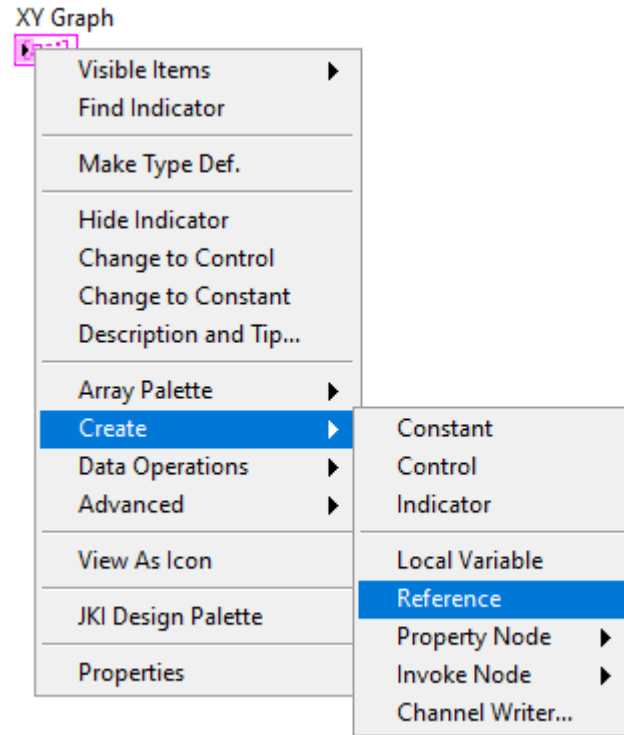 XY Graph
Visible Items
Find Indicator
Make Type Def.
Hide Indicator
Change to Control
Change to Constant
Description and Tip...
Array Palette
Create
Data Operations
Advanced
View As Icon
JKI Design Palette
Properties
Constant
Control
Indicator
Local Variable
Reference
Property Node
Invoke Node
Channel Writer...